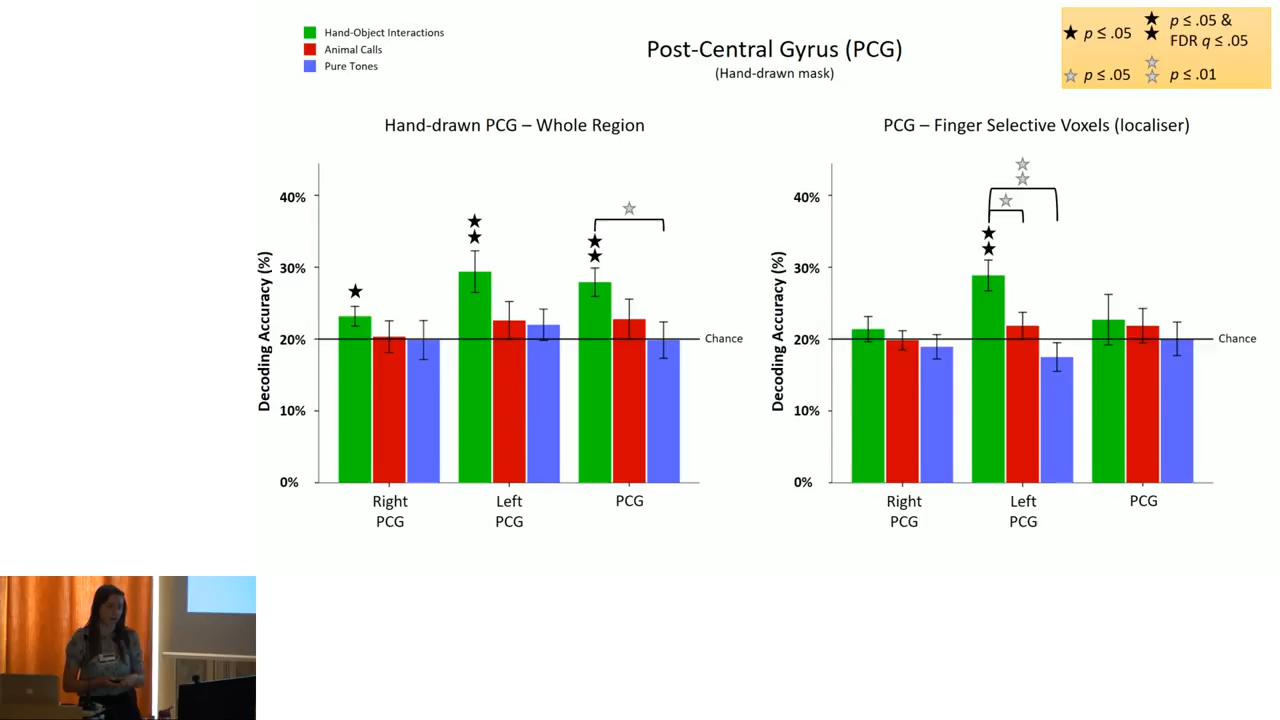 Hand-Object Interactions
Animal Calls
Pure Tones
Post-Central Gyrus (PCG)
(Hand-drawn mask)
p ≤ .05
p ≤ .05 &
FDR q ≤ .05
p ≤ .05
p ≤ .01
Hand-drawn PCG – Whole Region
Decoding Accuracy (%)
40%
30%
20%
10%
0%
Chance
Right
PCG
Left
PCG
PCG
PCG – Finger Selective Voxels (localiser)
Decoding Accuracy (%)
40%
30%
20%
10%
0%
Chance
Right
PCG
Left
PCG
PCG